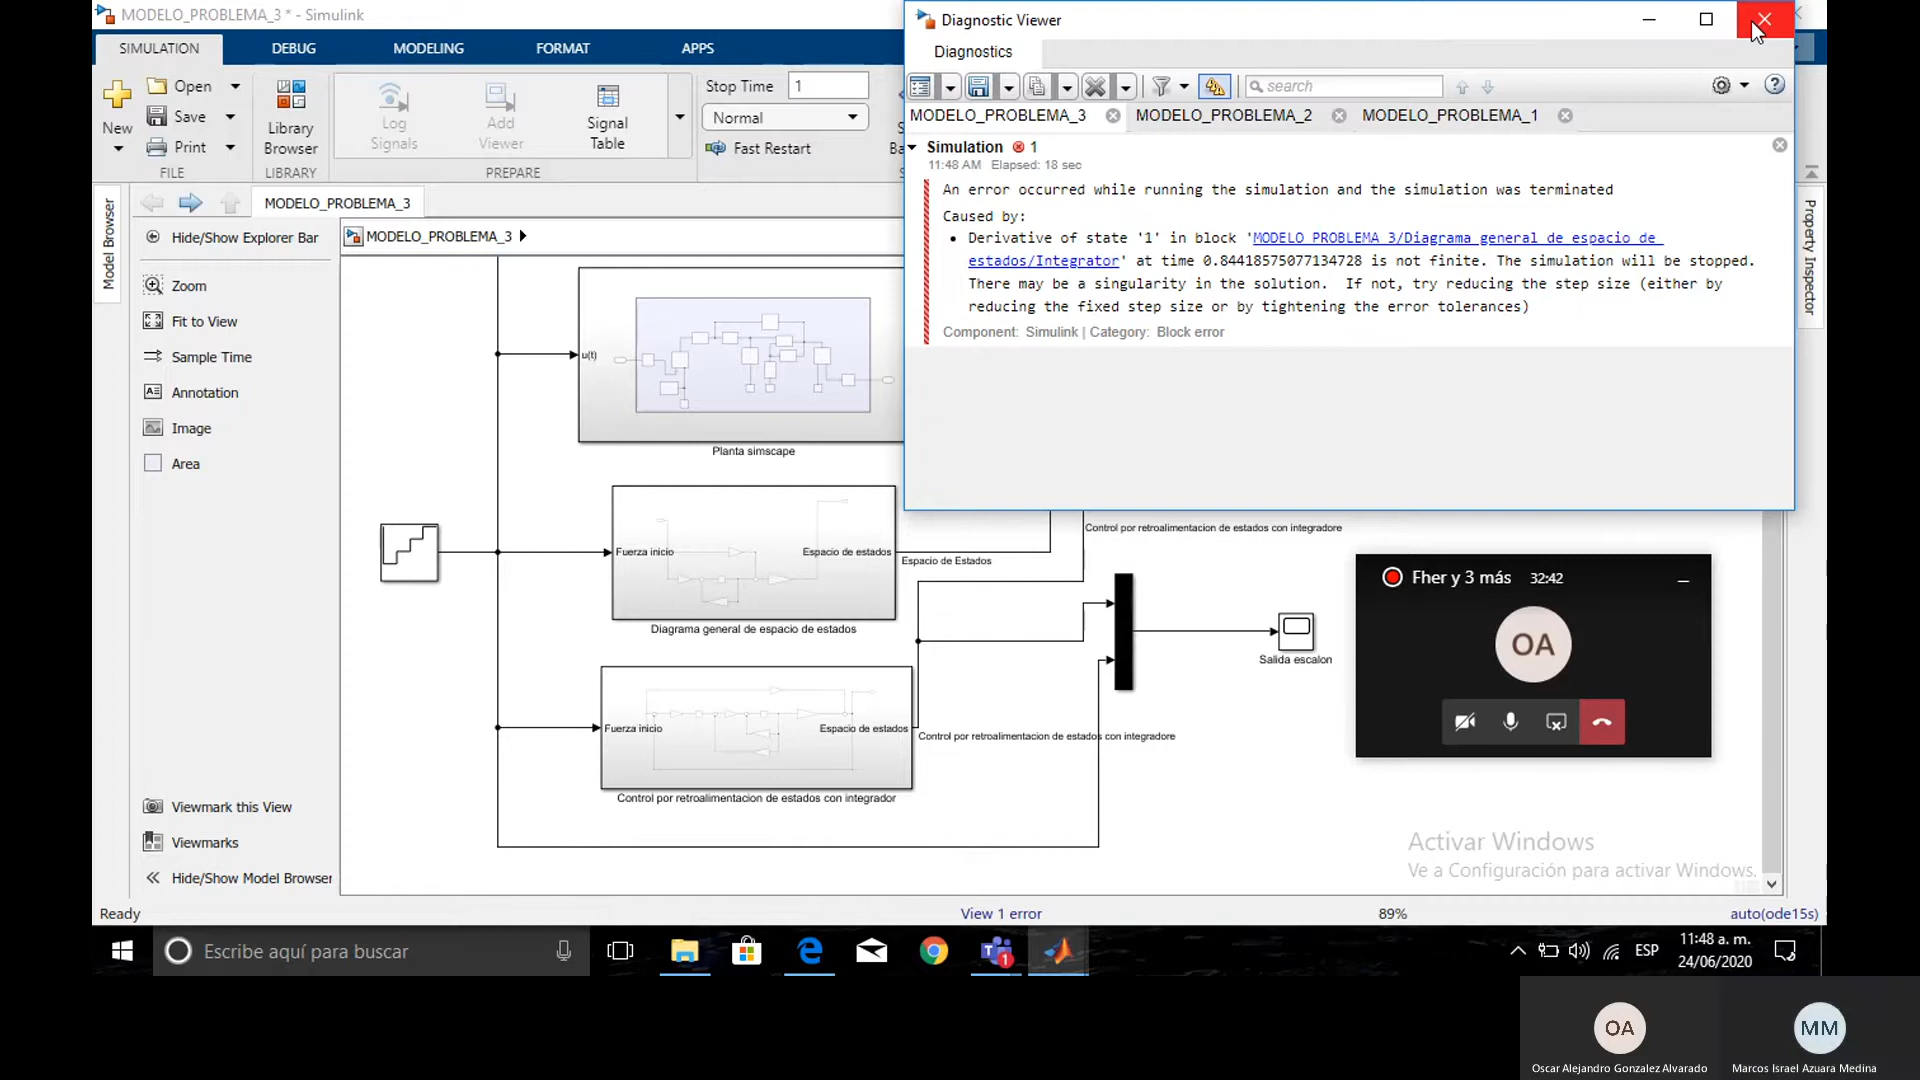 MODELO_PROBLEMA_3 * - Simulink
SIMULATION
DEBUG
MODELING
FORMAT
APPS
New
Open
Save
Print
FILE
Library
Browser
LIBRARY
Log
Signals
Add
Viewer
Signal
Table
PREPARE
Stop Time 1
Normal
Fast Restart
Diagnostic Viewer
Diagnostics
search
MODELO_PROBLEMA_3
MODELO_PROBLEMA_2
MODELO_PROBLEMA_1
Simulation 1
11:48 AM Elapsed: 18 sec
An error occurred while running the simulation and the simulation was terminated
Caused by:
• Derivative of state '1' in block 'MODELO_PROBLEMA_3/Diagrama general de espacio de
estados/Integrator' at time 0.84418575077134728 is not finite. The simulation will be stopped.
There may be a singularity in the solution. If not, try reducing the step size (either by
reducing the fixed step size or by tightening the error tolerances)
Component: Simulink | Category: Block error
Model Browser
Property Inspector
MODELO_PROBLEMA_3
Hide/Show Explorer Bar
MODELO_PROBLEMA_3
Zoom
Fit to View
Sample Time
Annotation
Image
Area
Viewmark this View
Viewmarks
Hide/Show Model Browser
u(t)
Planta simscape
Fuerza inicio
Espacio de estados
Espacio de Estados
Diagrama general de espacio de estados
Control por retroalimentacion de estados con integradore
Fuerza inicio
Espacio de estados
Control por retroalimentacion de estados con integradore
Control por retroalimentacion de estados con integrador
Salida escalon
Fher y 3 más 32:42
OA
Activar Windows
Ve a Configuración para activar Windows.
Ready
View 1 error
89%
auto(ode15s)
Escribe aquí para buscar
1
ESP
11:48 a. m.
24/06/2020
OA
MM
Oscar Alejandro Gonzalez Alvarado
Marcos Israel Azuara Medina